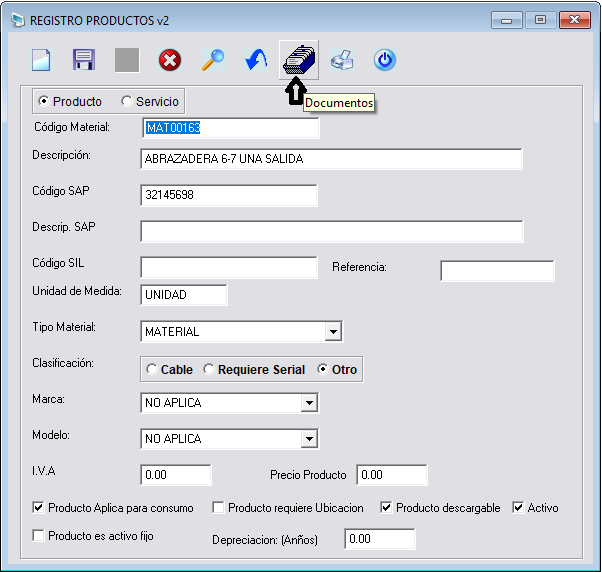 REGISTRO PRODUCTOS v2
Documentos
Producto Servicio
Código Material: MAT00163
Descripción: ABRAZADERA 6-7 UNA SALIDA
Código SAP 32145698
Descrip. SAP
Código SIL Referencia:
Unidad de Medida: UNIDAD
Tipo Material: MATERIAL
Clasificación: Cable Requiere Serial Otro
Marca: NO APLICA
Modelo: NO APLICA
I.V.A 0.00 Precio Producto 0.00
Producto Aplica para consumo Producto requiere Ubicacion Producto descargable Activo
Producto es activo fijo Depreciacion: (Anños) 0.00